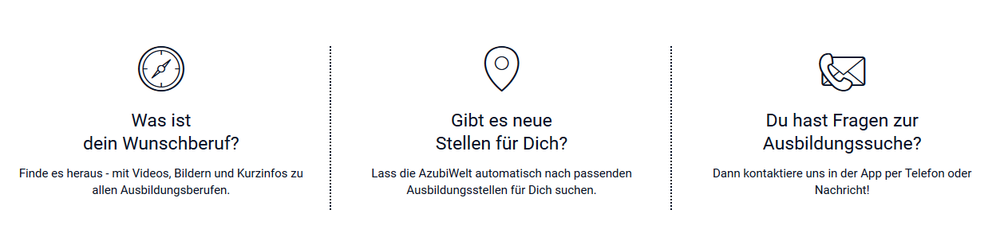 Was ist
dein Wunschberuf?
Finde es heraus - mit Videos, Bildern und Kurzinfos zu
allen Ausbildungsberufen.
Gibt es neue
Stellen für Dich?
Lass die AzubiWelt automatisch nach passenden
Ausbildungsstellen für Dich suchen.
Du hast Fragen zur
Ausbildungssuche?
Dann kontaktiere uns in der App per Telefon oder
Nachricht!